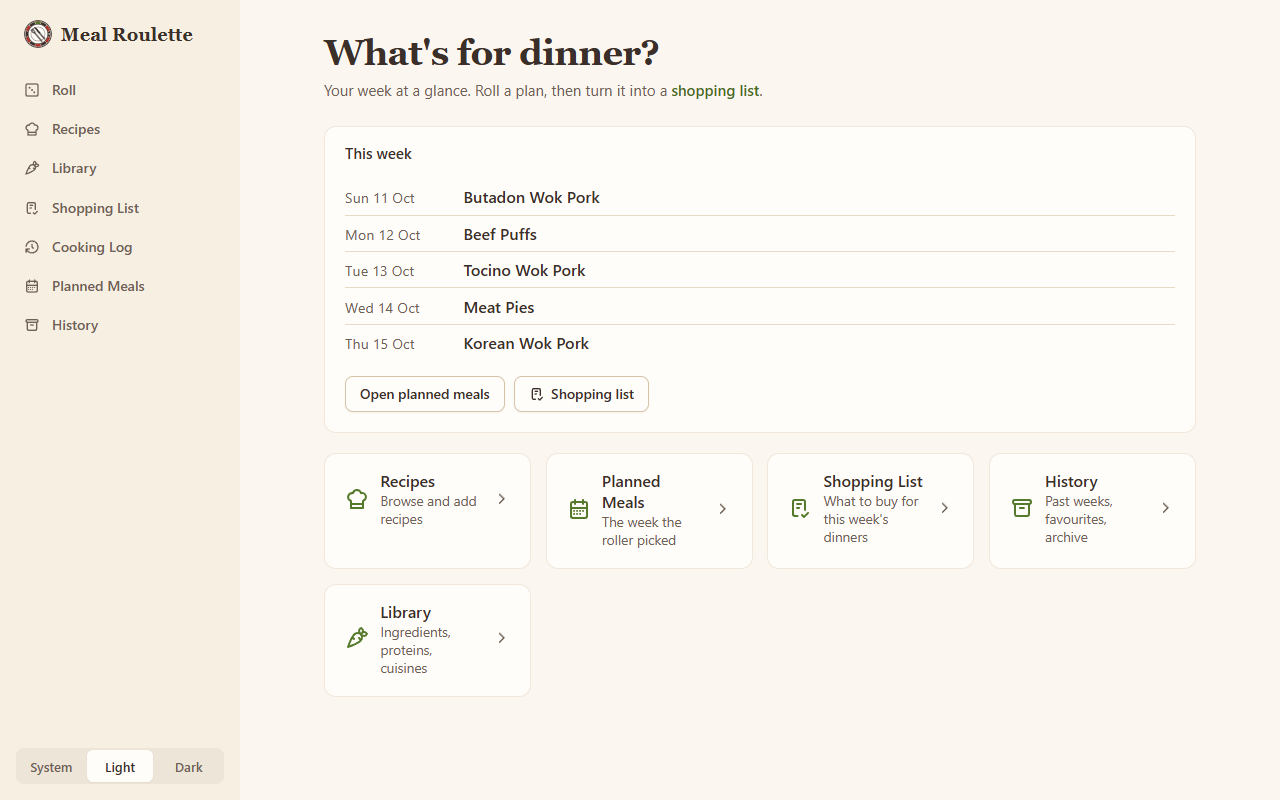 Meal Roulette
Roll
Recipes
Library
Shopping List
Cooking Log
Planned Meals
History
System
Light
Dark
What's for dinner?
Your week at a glance. Roll a plan, then turn it into a shopping list.
This week
Sun 11 Oct Butadon Wok Pork
Mon 12 Oct Beef Puffs
Tue 13 Oct Tocino Wok Pork
Wed 14 Oct Meat Pies
Thu 15 Oct Korean Wok Pork
Open planned meals
Shopping list
Recipes
Browse and add
recipes
Planned
Meals
The week the
roller picked
Shopping List
What to buy for
this week's
dinners
History
Past weeks,
favourites,
archive
Library
Ingredients,
proteins,
cuisines